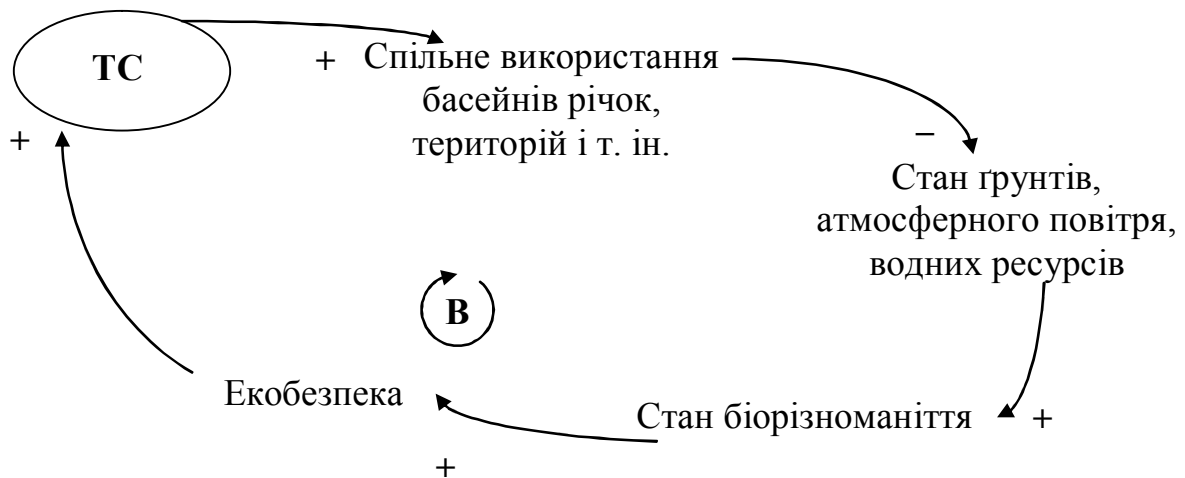 ТС
+ Спільне використання
басейнів річок,
територій і т. ін.
+
–
Стан ґрунтів,
атмосферного повітря,
водних ресурсів
В
Екобезпека
Стан біорізноманіття +
+